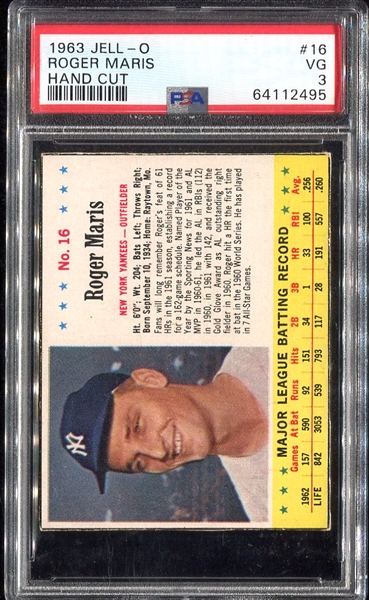 1963 JELL-O #16
ROGER MARIS VG
HAND CUT 3
PSA 64112495
No. 16
Roger Maris
NEW YORK YANKEES — OUTFIELDER
Ht. 6'0"; Wt. 204; Bats Left; Throws Right;
Born September 10, 1934; Home: Raytown, Mo.
Fans will long remember Roger's feat of 61
HRs in the 1961 season, establishing a record
for a 162-game schedule. Named Player of the
Year by the Sporting News for 1961 and AL
MVP in 1960-61, he led the AL in RBIs (112)
in 1960, in 1961 with 142, and received the
Gold Glove Award as AL outstanding right
fielder in 1960. Roger hit a HR the first time
at bat in the 1960 World Series. He has played
in 7 All-Star Games.
NY
MAJOR LEAGUE BATTING RECORD
Games At Bat Runs Hits 2B 3B HR RBI Avg.
1962 157 590 92 151 34 1 33 100 .256
LIFE 842 3053 539 793 117 28 191 557 .260